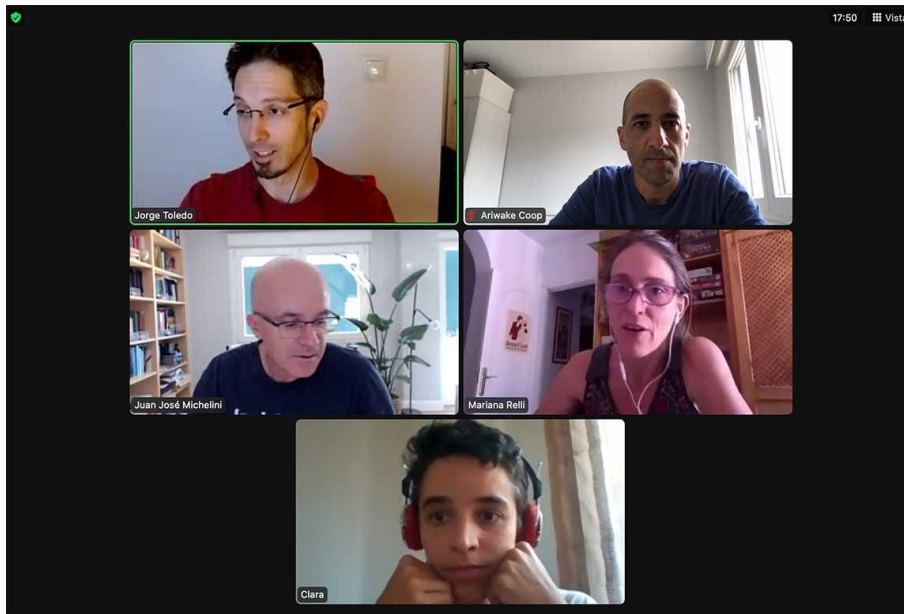 17:50 Vista
Jorge Toledo
Ariwake Coop
Juan José Michelini
Mariana Relli
Clara